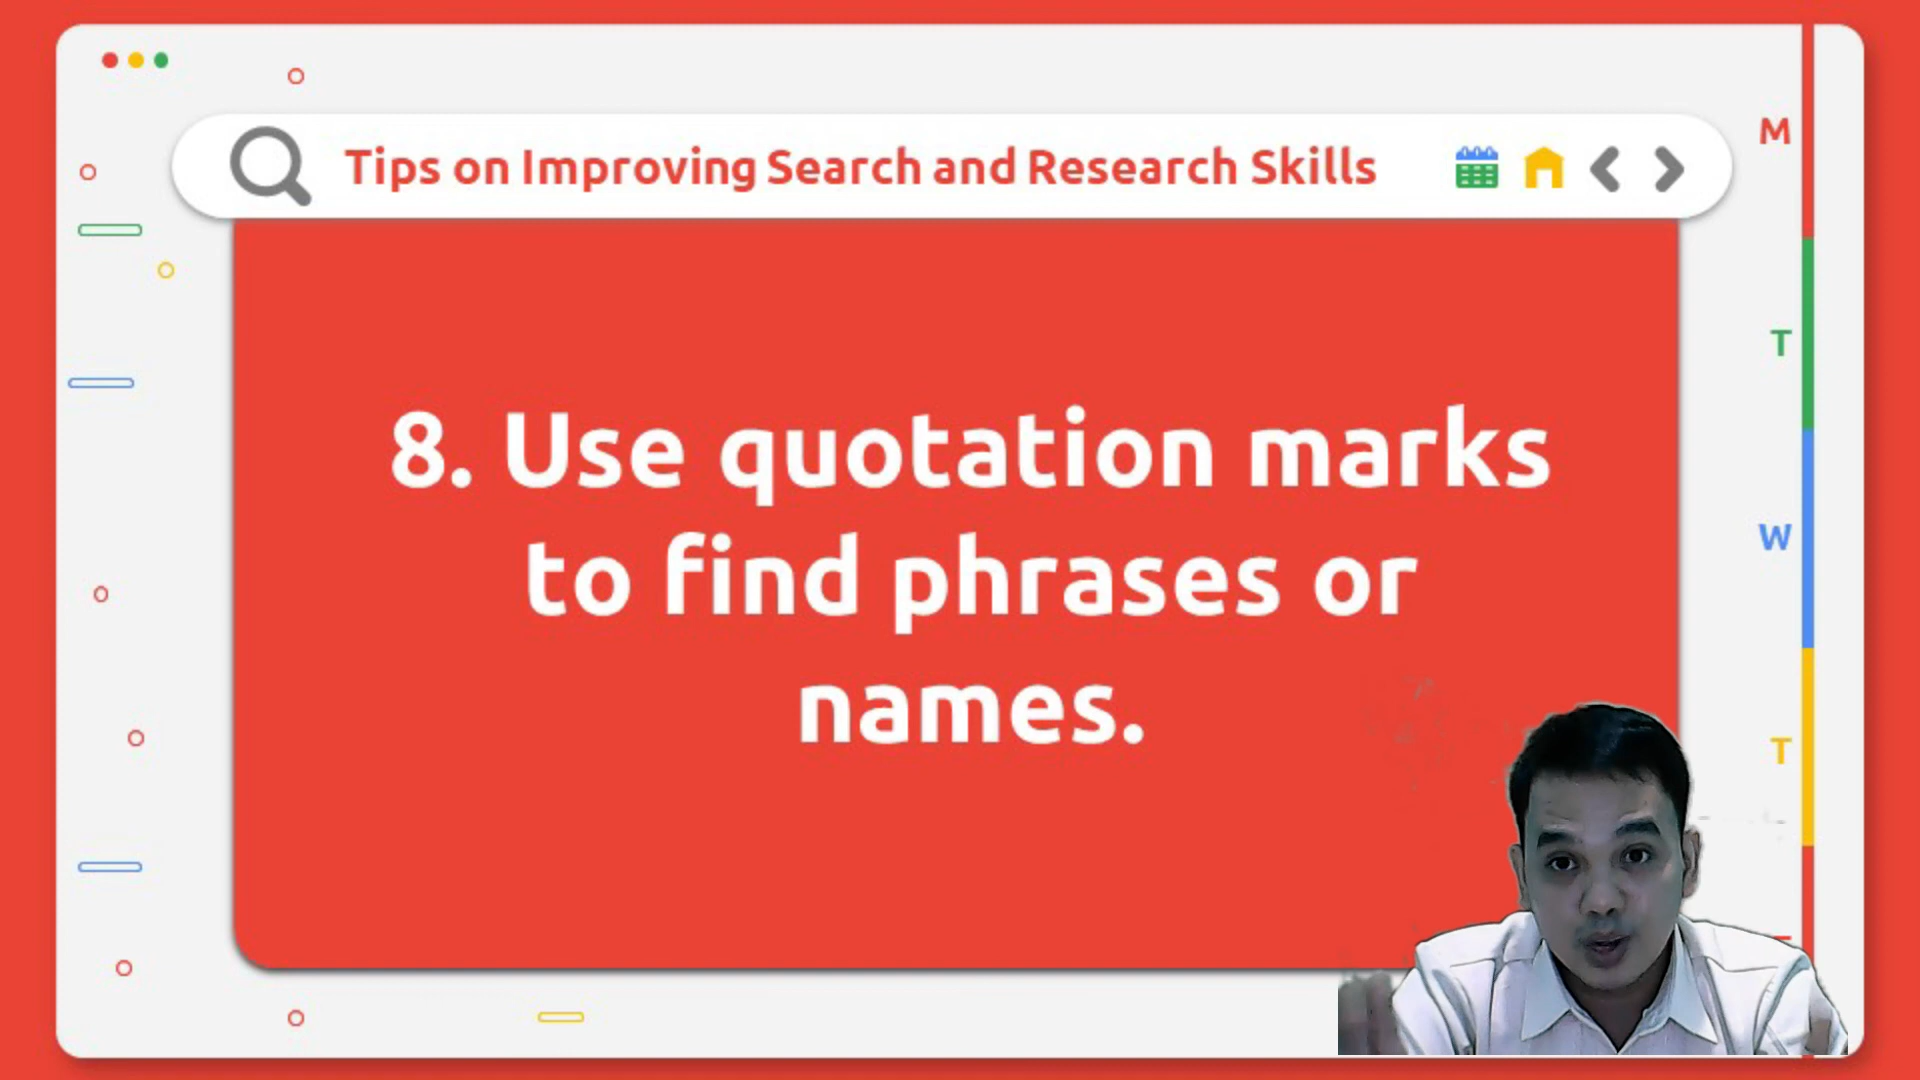 Tips on Improving Search and Research Skills
M
8. Use quotation marks
to find phrases or
names.
T
W
T